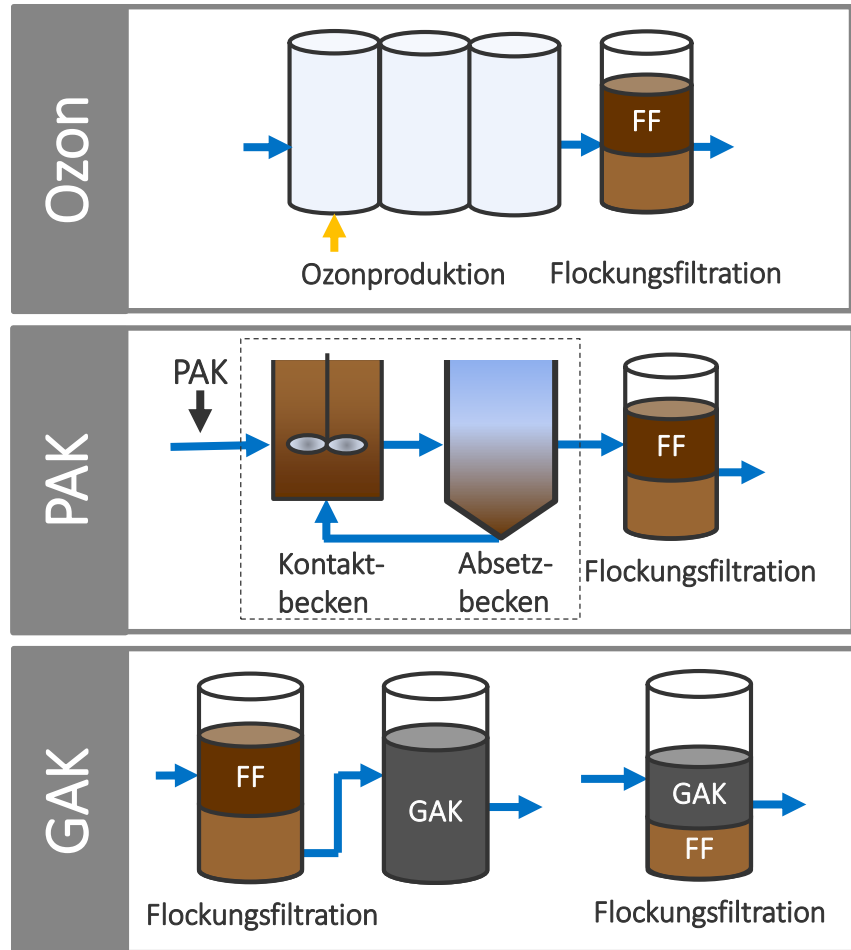 Ozon
FF
Ozonproduktion
Flockungsfiltration
PAK
PAK
FF
Kontakt-
becken
Absetz-
becken
Flockungsfiltration
GAK
FF
GAK
Flockungsfiltration
GAK
FF
Flockungsfiltration